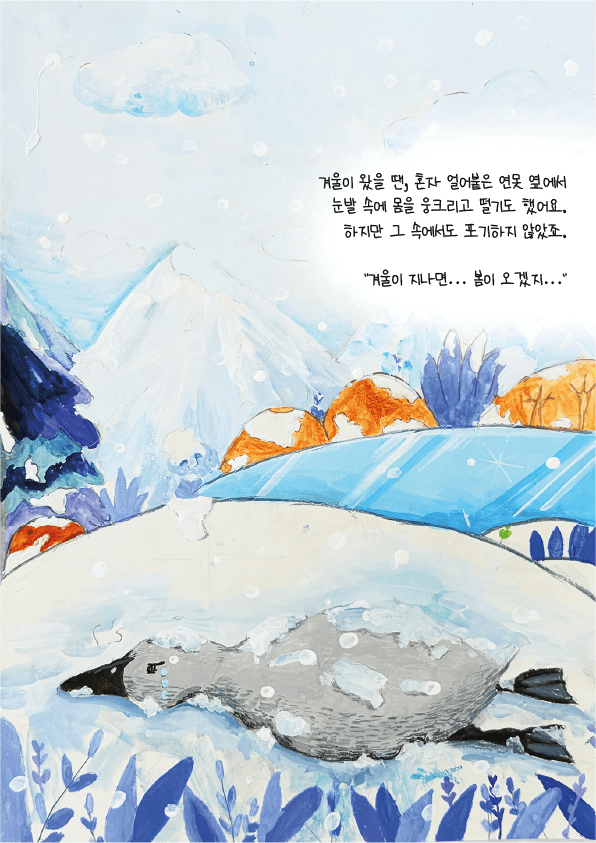 겨울이 왔을 땐, 혼자 얼어붙은 연못 옆에서
눈발 속에 몸을 웅크리고 떨기도 했어요.
하지만 그 속에서도 포기하지 않았죠.
"겨울이 지나면... 봄이 오겠지..."